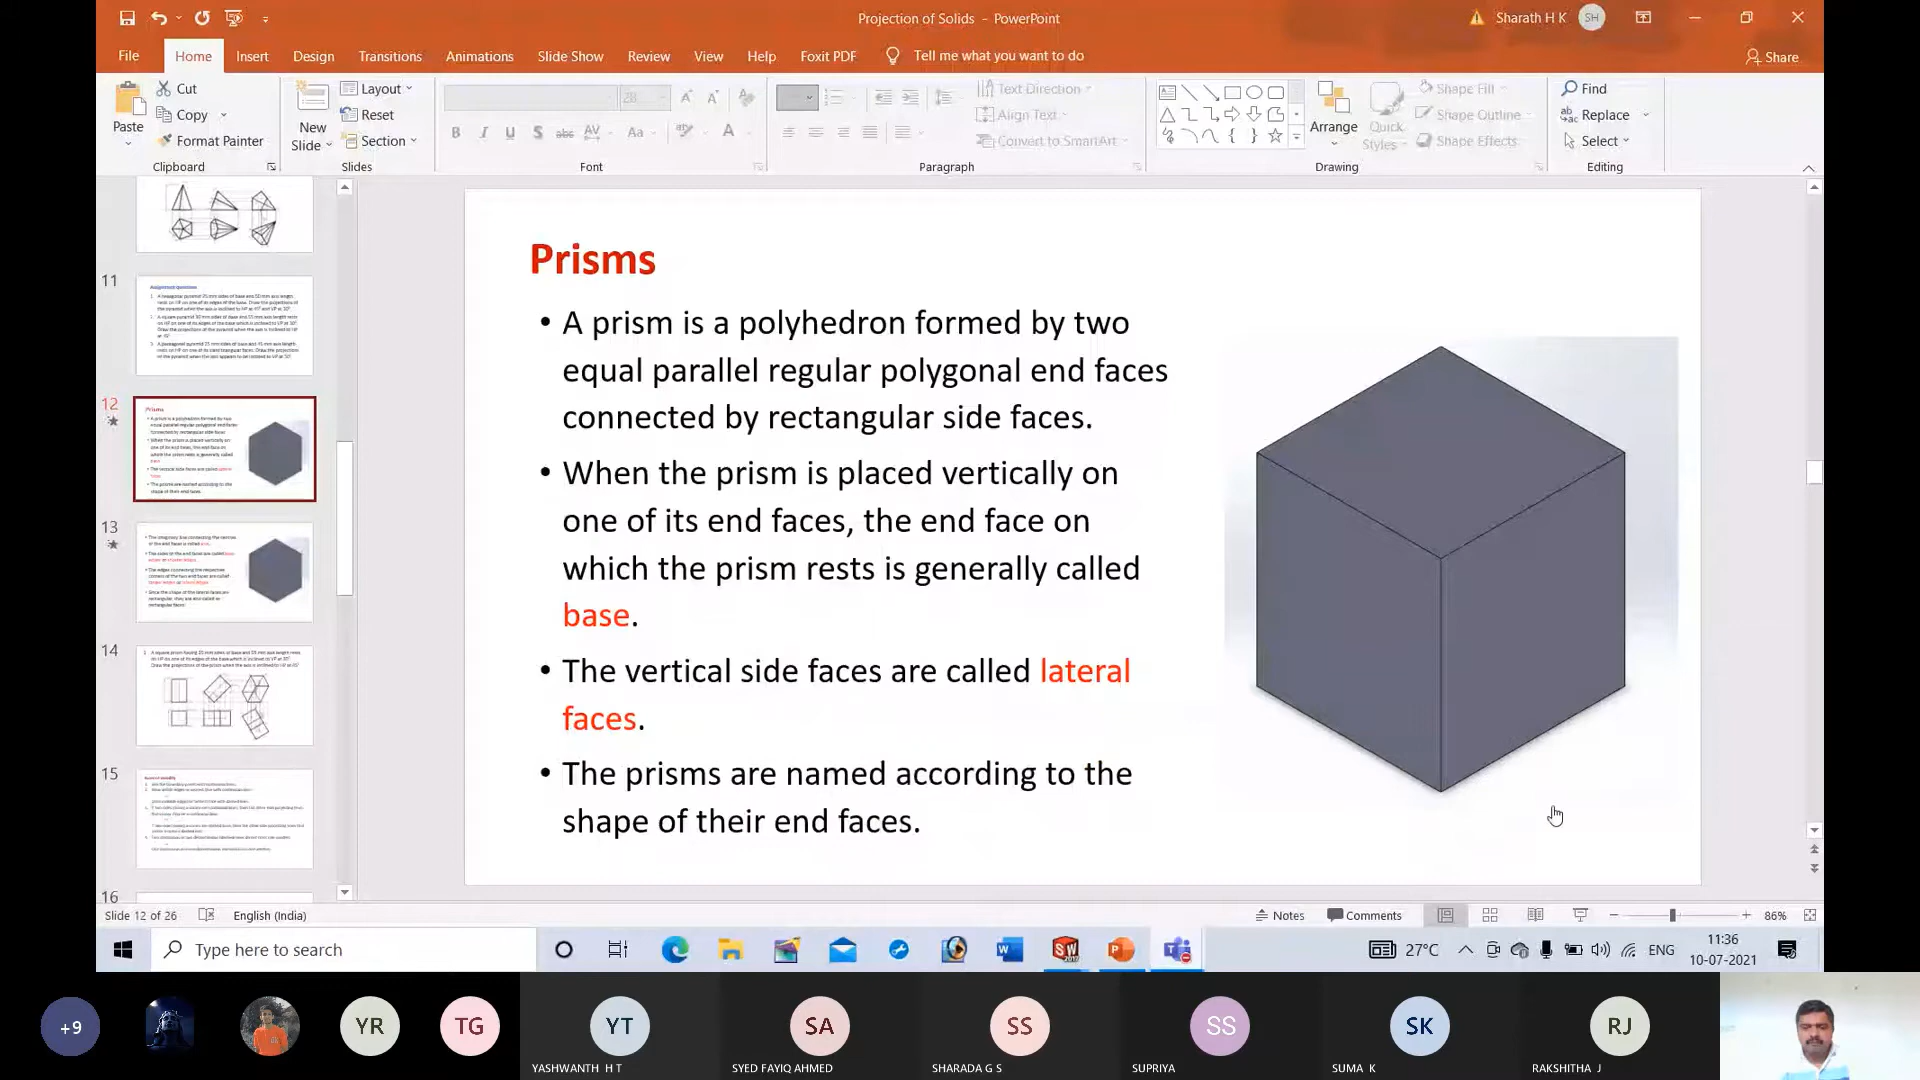 Projection of Solids - PowerPoint
Sharath H K
SH
File
Home
Insert
Design
Transitions
Animations
Slide Show
Review
View
Help
Foxit PDF
Tell me what you want to do
Share
Paste
Cut
Copy
Format Painter
Clipboard
New
Slide
Layout
Reset
Section
Slides
28
Font
Text Direction
Align Text
Convert to SmartArt
Paragraph
Arrange
Quick
Styles
Shape Fill
Shape Outline
Shape Effects
Drawing
Find
Replace
Select
Editing
11
12
13
14
15
16
Prisms
• A prism is a polyhedron formed by two
equal parallel regular polygonal end faces
connected by rectangular side faces.
• When the prism is placed vertically on
one of its end faces, the end face on
which the prism rests is generally called
base.
• The vertical side faces are called lateral
faces.
• The prisms are named according to the
shape of their end faces.
Slide 12 of 26
English (India)
Notes
Comments
86%
Type here to search
27°C
ENG
11:36
10-07-2021
+9
YR
TG
YT
YASHWANTH H T
SA
SYED FAYIQ AHMED
SS
SHARADA G S
SS
SUPRIYA
SK
SUMA K
RJ
RAKSHITHA J